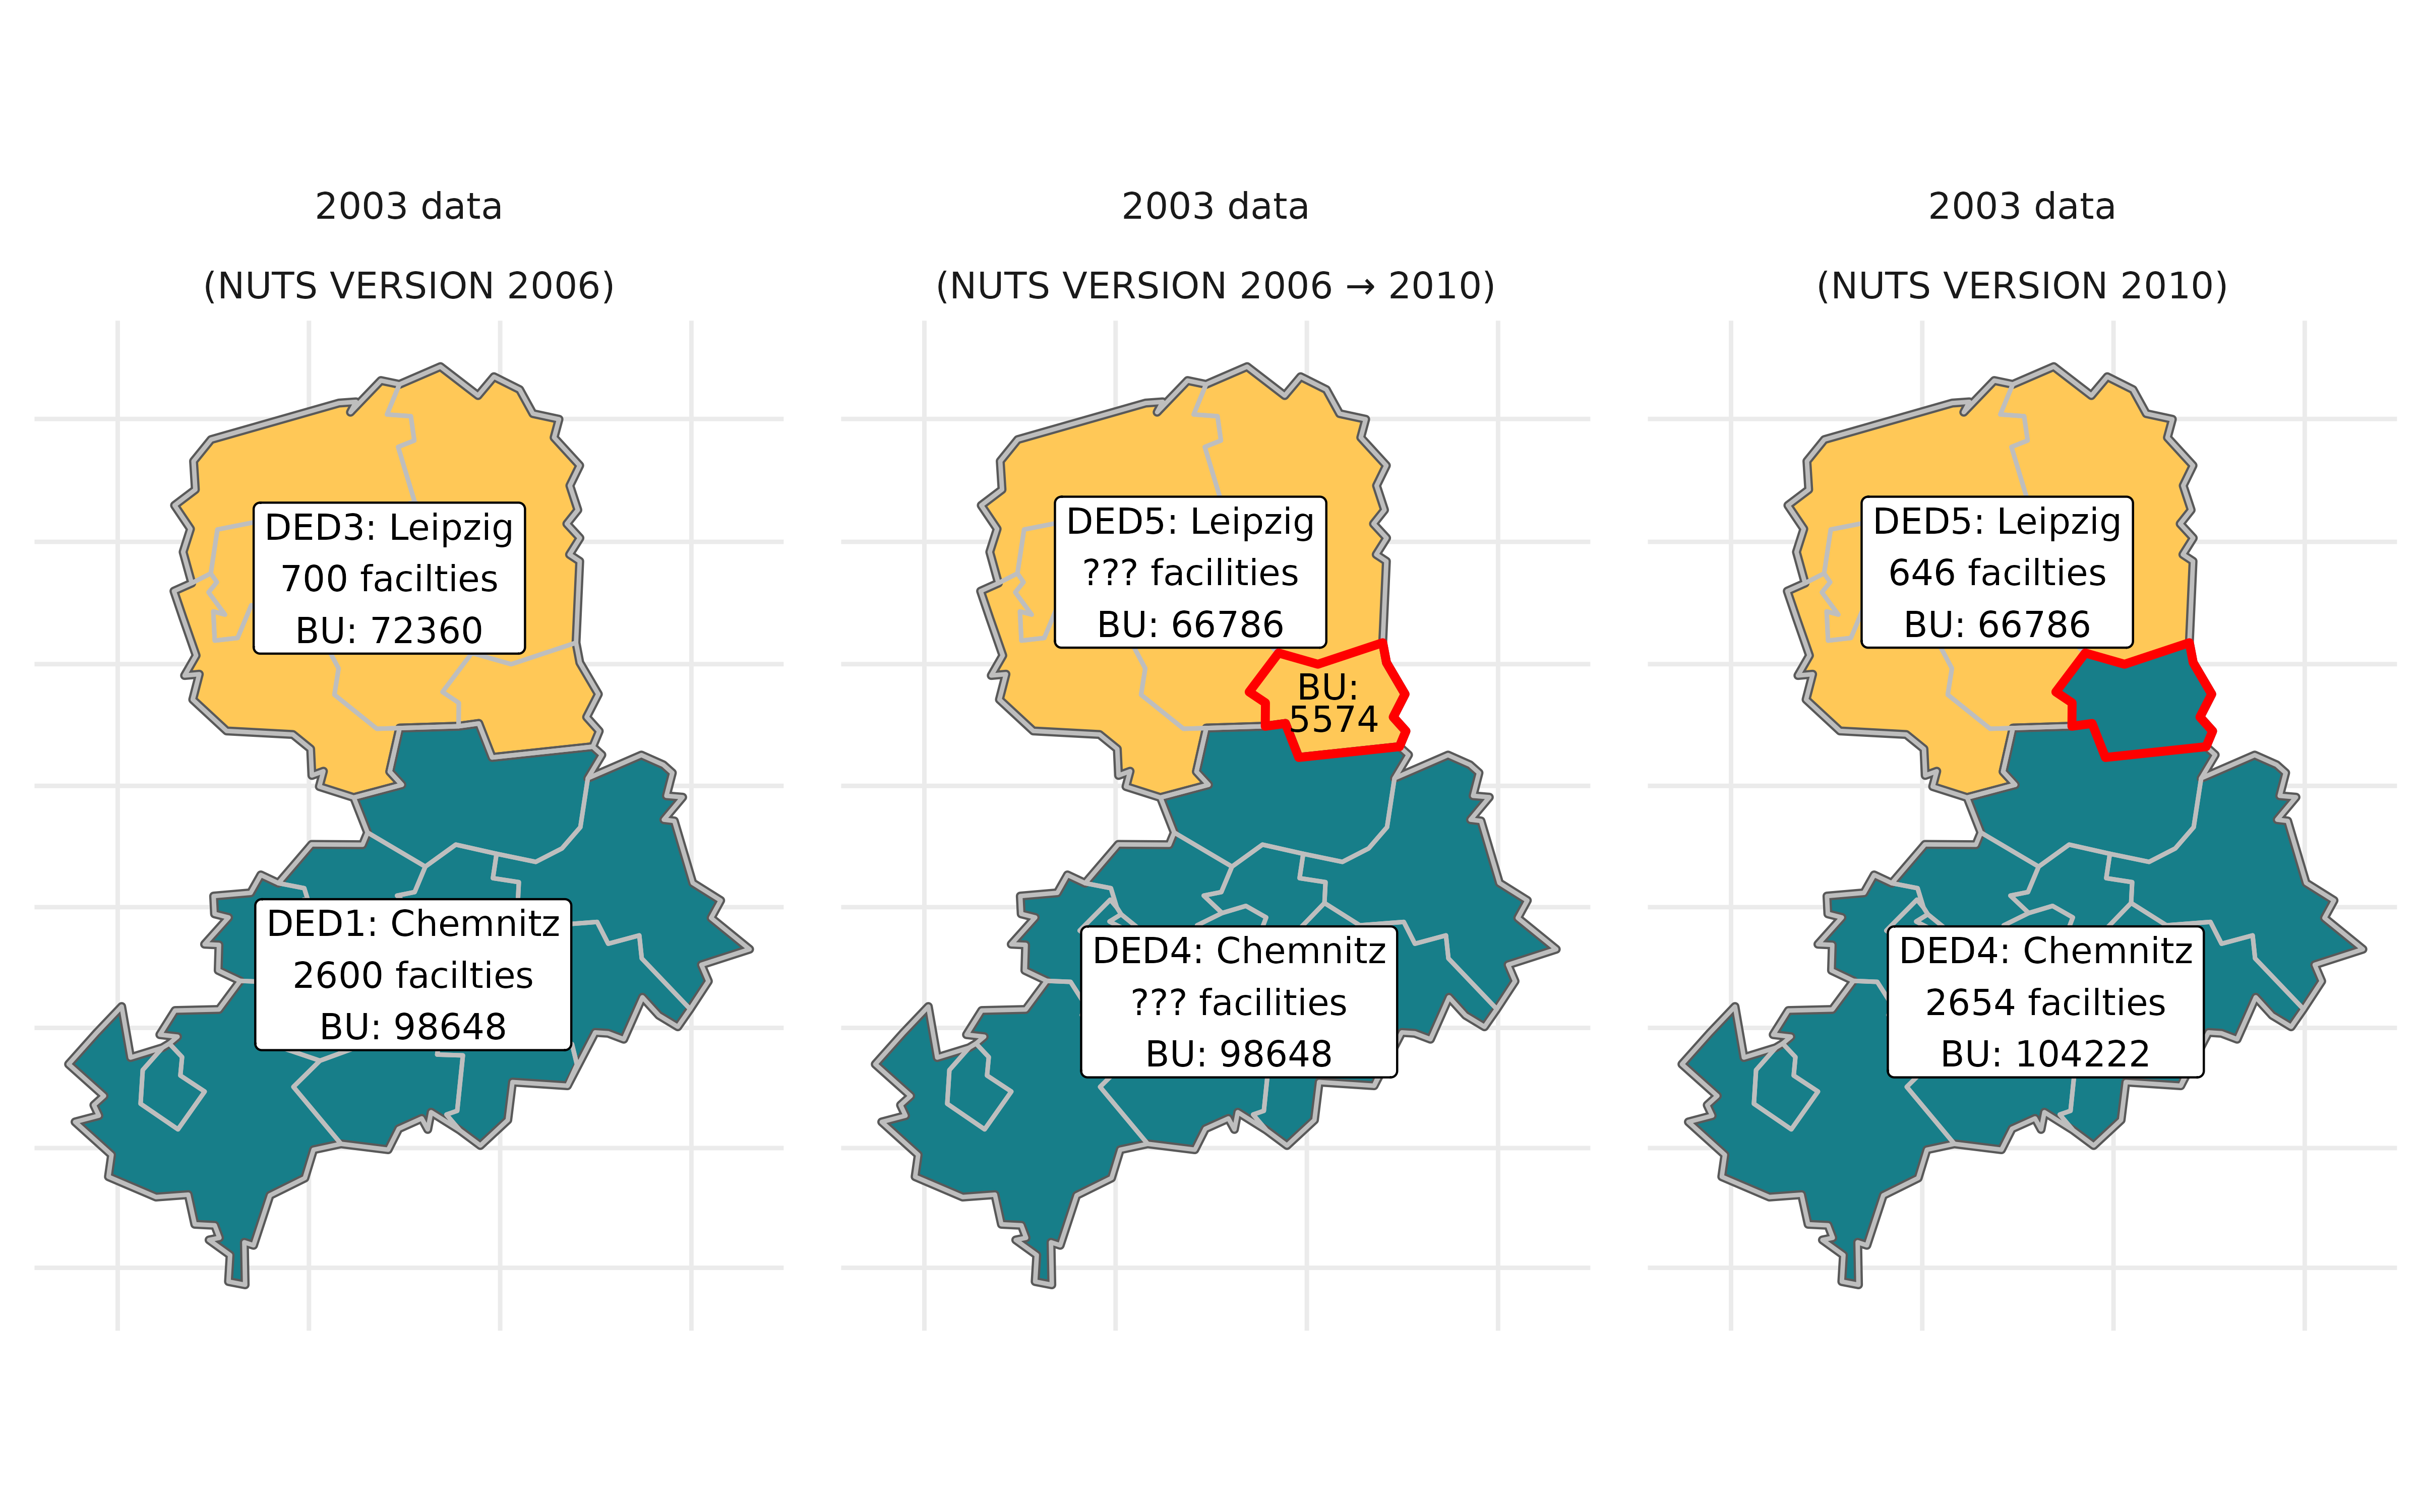 2003 data
(NUTS VERSION 2006)
DED3: Leipzig
700 facilties
BU: 72360
DED1: Chemnitz
2600 facilties
BU: 98648
2003 data
(NUTS VERSION 2006 → 2010)
DED5: Leipzig
??? facilities
BU: 66786
BU:
5574
DED4: Chemnitz
??? facilities
BU: 98648
2003 data
(NUTS VERSION 2010)
DED5: Leipzig
646 facilties
BU: 66786
DED4: Chemnitz
2654 facilties
BU: 104222